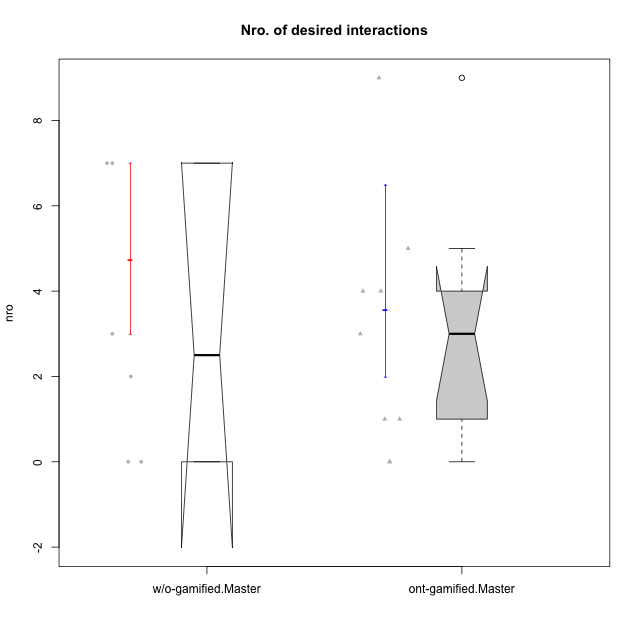 Nro. of desired interactions
nro
8
6
4
2
0
-2
w/o-gamified.Master
ont-gamified.Master